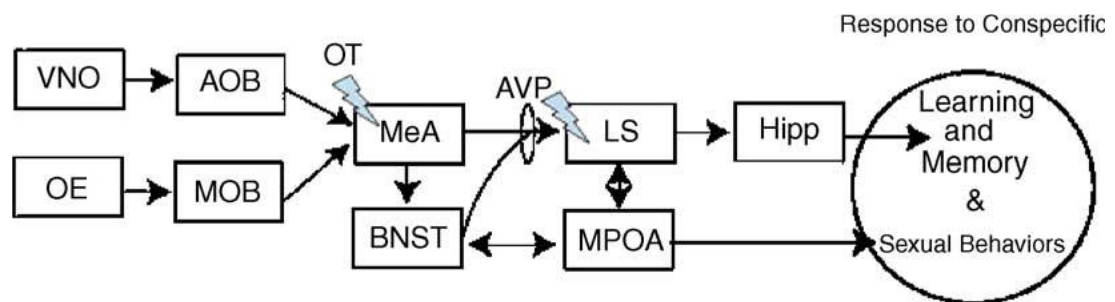 Response to Conspecific
OT
VNO
AOB
AVP
MeA
LS
Hipp
Learning
and
Memory
&
Sexual Behaviors
OE
MOB
BNST
MPOA